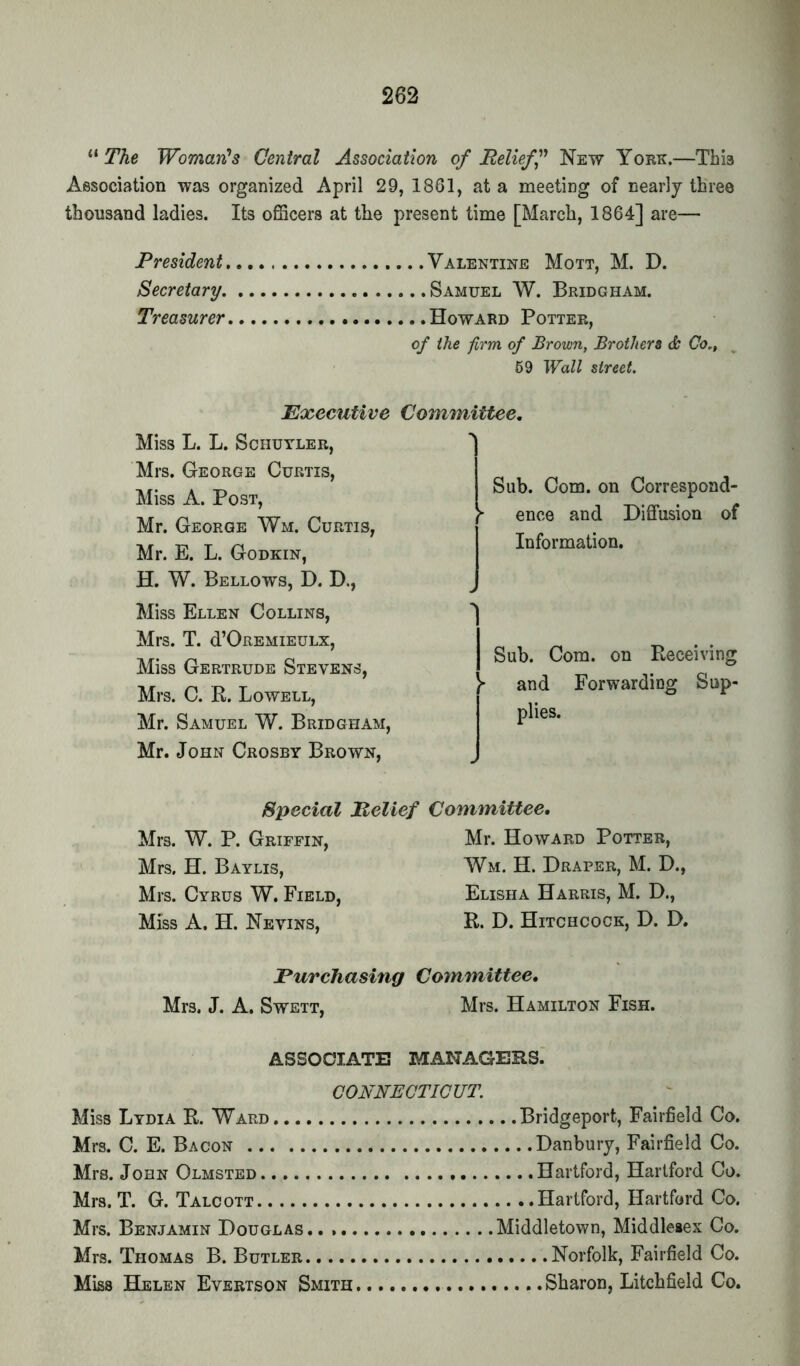 262
“The Woman's Central Association of Relief,” New York.—This
Association was organized April 29, 1861, at a meeting of nearly three
thousand ladies. Its officers at the present time [March, 1864] are—
President....................Valentine Mott, M. D.
Secretary....................Samuel W. Bridgham.
Treasurer....................Howard Potter,
of the firm of Brown, Brothers & Co.,
59 Wall street.
Executive Committee.
Miss L. L. Schuyler,
Mrs. George Curtis,
Miss A. Post,
Mr. George Wm. Curtis,
Mr. E. L. Godkin,
H. W. Bellows, D. D.,
Sub. Com. on Correspond-
ence and Diffusion of
Information.
Miss Ellen Collins,
Mrs. T. d'Oremieulx,
Miss Gertrude Stevens,
Mrs. C. R. Lowell,
Mr. Samuel W. Bridgham,
Mr. John Crosby Brown,
Sub. Com. on Receiving
and Forwarding Sup-
plies.
Special Relief Committee.
Mrs. W. P. Griffin, Mr. Howard Potter,
Mrs. H. Baylis, Wm. H. Draper, M. D.,
Mrs. Cyrus W. Field, Elisha Harris, M. D.,
Miss A. H. Nevins, R. D. Hitchcock, D. D.
Purchasing Committee.
Mrs. J. A. Swett, Mrs. Hamilton Fish.
ASSOCIATE MANAGERS.
CONNECTICUT.
Miss Lydia R. Ward........................Bridgeport, Fairfield Co.
Mrs. C. E. Bacon ............................Danbury, Fairfield Co.
Mrs. John Olmsted..........................Hartford, Hartford Co.
Mrs. T. G. Talcott............................Hartford, Hartford Co.
Mrs. Benjamin Douglas...................Middletown, Middlesex Co.
Mrs. Thomas B. Butler........................Norfolk, Fairfield Co.
Miss Helen Evertson Smith..................Sharon, Litchfield Co.